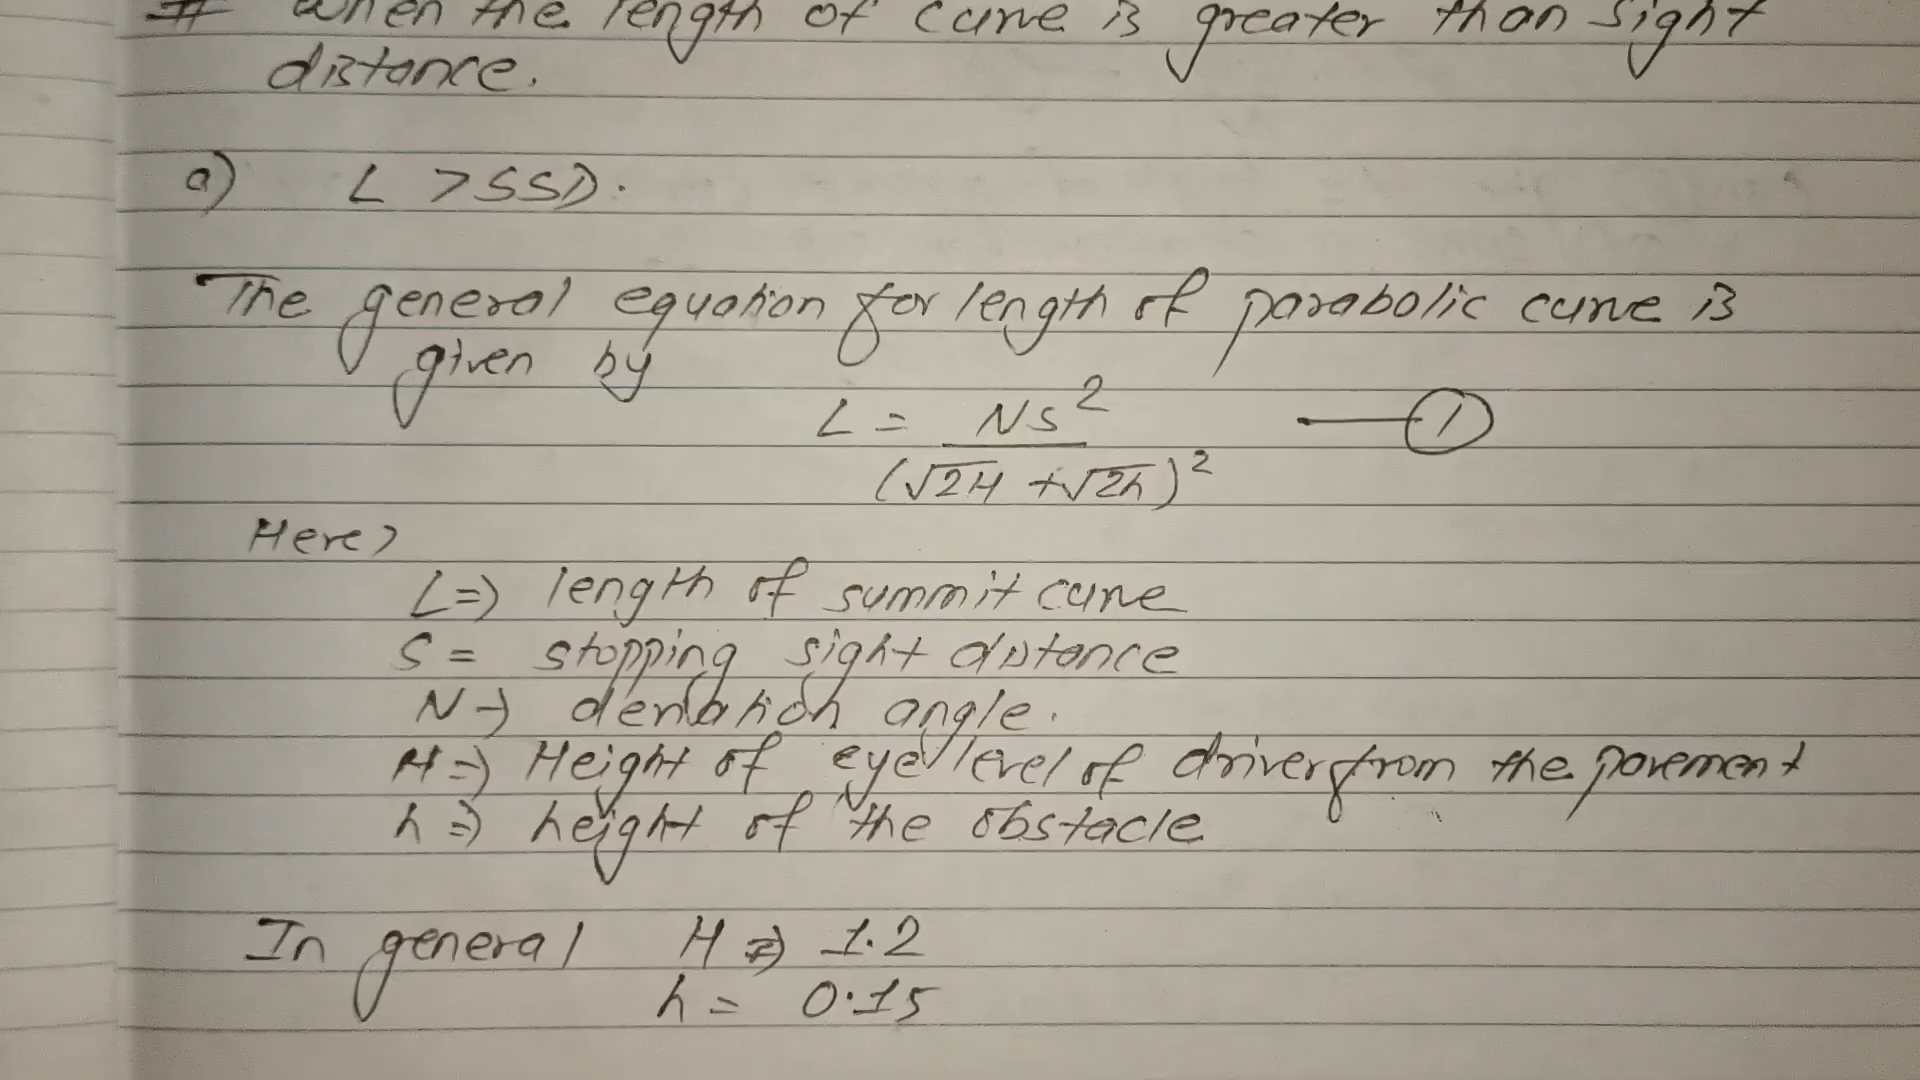 # When the length of curve is greater than sight
distance.
a) L > SSD.
The general equation for length of parabolic curve is
given by
L = NS² —— ①
(√2H + √2h)²
Here,
L => length of summit curve
S = stopping sight distance
N -> deviation angle.
H => Height of eye level of driver from the pavement
h => height of the obstacle
In general H => 1.2
h = 0.15